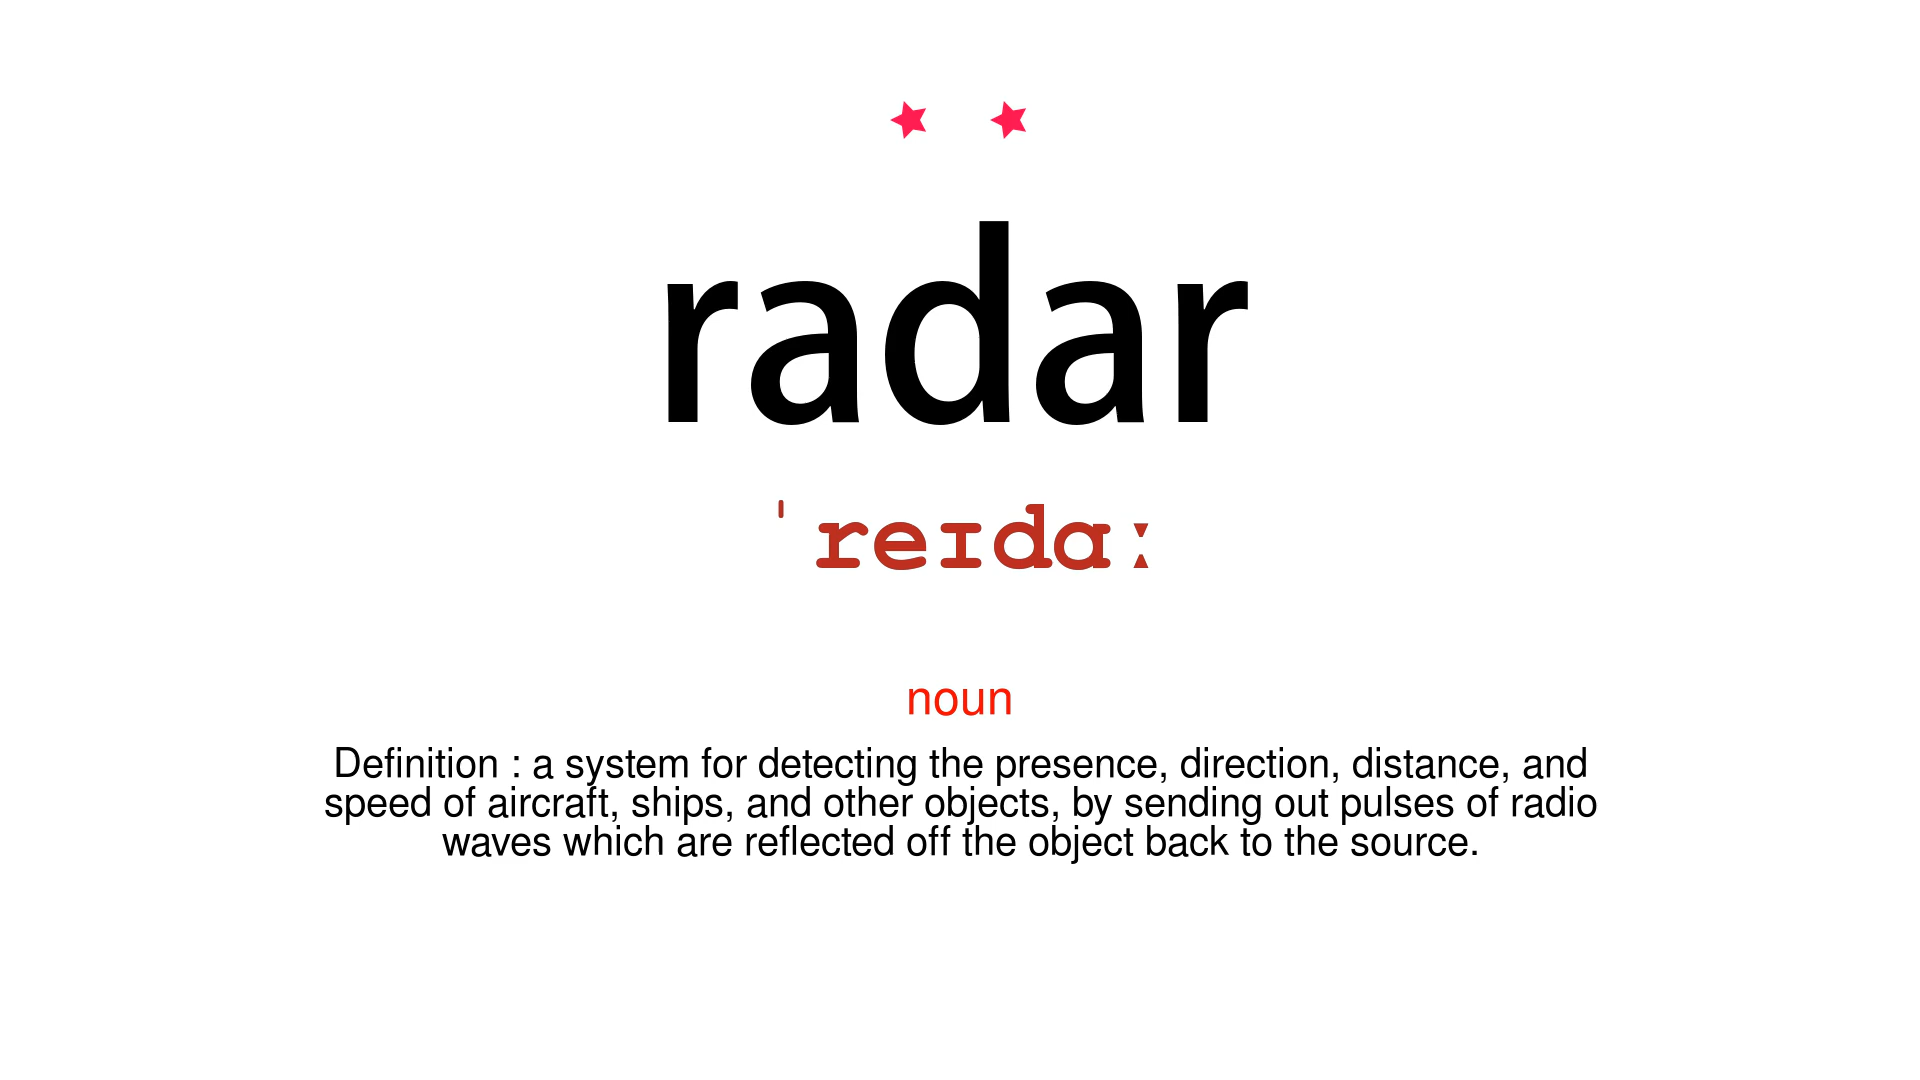 radar
ˈreɪdɑː
noun
Definition : a system for detecting the presence, direction, distance, and
speed of aircraft, ships, and other objects, by sending out pulses of radio
waves which are reflected off the object back to the source.